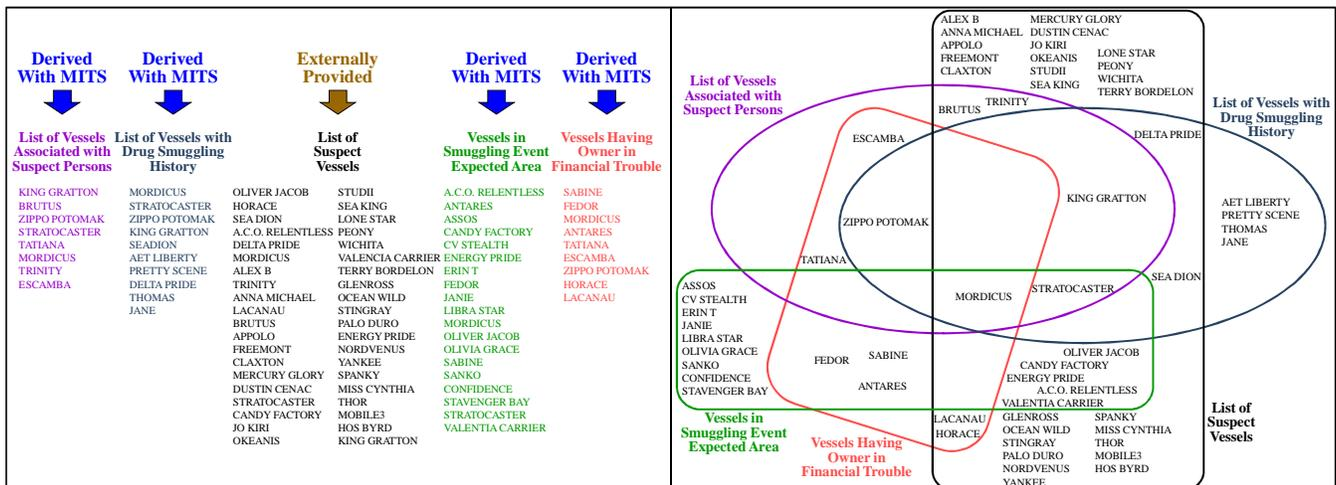 Derived
With MITS
Derived
With MITS
Externally
Provided
Derived
With MITS
Derived
With MITS
List of Vessels
Associated with
Suspect Persons
KING GRATTON
BRUTUS
ZIPPO POTOMAK
STRATOCASTER
TATIANA
MORDICUS
TRINITY
ESCAMBA
List of Vessels with
Drug Smuggling
History
MORDICUS
STRATOCASTER
ZIPPO POTOMAK
KING GRATTON
SEADION
AET LIBERTY
PRETTY SCENE
DELTA PRIDE
THOMAS
JANE
List of
Suspect
Vessels
OLIVER JACOB
HORACE
SEA DION
A.C.O. RELENTLESS
DELTA PRIDE
MORDICUS
ALEX B
TRINITY
ANNA MICHAEL
LACANAU
BRUTUS
APPOLO
FREEMONT
CLAXTON
MERCURY GLORY
DUSTIN CENAC
STRATOCASTER
CANDY FACTORY
JO KIRI
OKEANIS
STUDII
SEA KING
LONE STAR
PEONY
WICHITA
VALENCIA CARRIER
TERRY BORDELON
GLENROSS
OCEAN WILD
STINGRAY
PALO DURO
ENERGY PRIDE
NORDVENUS
YANKEE
SPANKY
MISS CYNTHIA
THOR
MOBILE3
HOS BYRD
KING GRATTON
Vessels in
Smuggling Event
Expected Area
A.C.O. RELENTLESS
ANTARES
ASSOS
CANDY FACTORY
CV STEALTH
ENERGY PRIDE
ERIN T
FEDOR
JANIE
LIBRA STAR
MORDICUS
OLIVER JACOB
OLIVIA GRACE
SABINE
SANKO
CONFIDENCE
STAVENGER BAY
STRATOCASTER
VALENTIA CARRIER
Vessels Having
Owner in
Financial Trouble
SABINE
FEDOR
MORDICUS
ANTARES
TATIANA
ESCAMBA
ZIPPO POTOMAK
HORACE
LACANAU
ALEX B
ANNA MICHAEL
APPOLO
FREEMONT
CLAXTON
MERCURY GLORY
DUSTIN CENAC
JO KIRI
OKEANIS
STUDII
SEA KING
LONE STAR
PEONY
WICHITA
TERRY BORDELON
List of Vessels
Associated with
Suspect Persons
BRUTUS
TRINITY
List of Vessels with
Drug Smuggling
History
DELTA PRIDE
ESCAMBA
KING GRATTON
ZIPPO POTOMAK
AET LIBERTY
PRETTY SCENE
THOMAS
JANE
TATIANA
SEA DION
MORDICUS
STRATOCASTER
ASSOS
CV STEALTH
ERIN T
JANIE
LIBRA STAR
OLIVIA GRACE
SANKO
CONFIDENCE
STAVENGER BAY
FEDOR
SABINE
ANTARES
OLIVER JACOB
CANDY FACTORY
ENERGY PRIDE
A.C.O. RELENTLESS
VALENTIA CARRIER
Vessels in
Smuggling Event
Expected Area
Vessels Having
Owner in
Financial Trouble
LACANAU
HORACE
GLENROSS
OCEAN WILD
STINGRAY
PALO DURO
NORDVENUS
YANKEE
SPANKY
MISS CYNTHIA
THOR
MOBILE3
HOS BYRD
List of
Suspect
Vessels